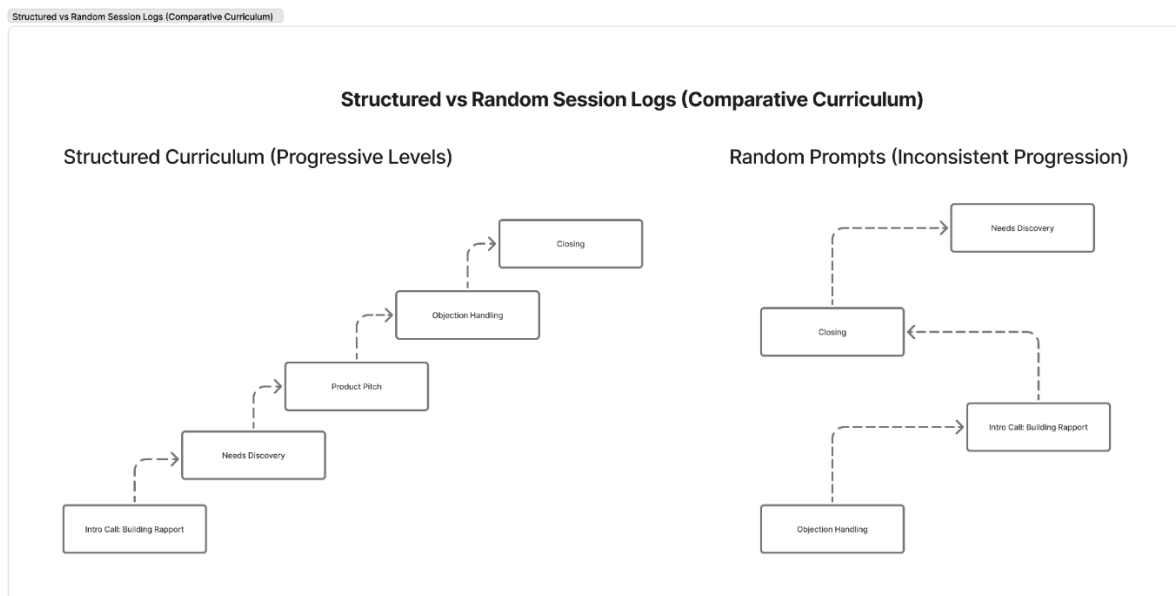 Structured vs Random Session Logs (Comparative Curriculum)
Structured vs Random Session Logs (Comparative Curriculum)
Structured Curriculum (Progressive Levels)
Closing
Objection Handling
Product Pitch
Needs Discovery
Intro Call: Building Rapport
Random Prompts (Inconsistent Progression)
Needs Discovery
Closing
Intro Call: Building Rapport
Objection Handling